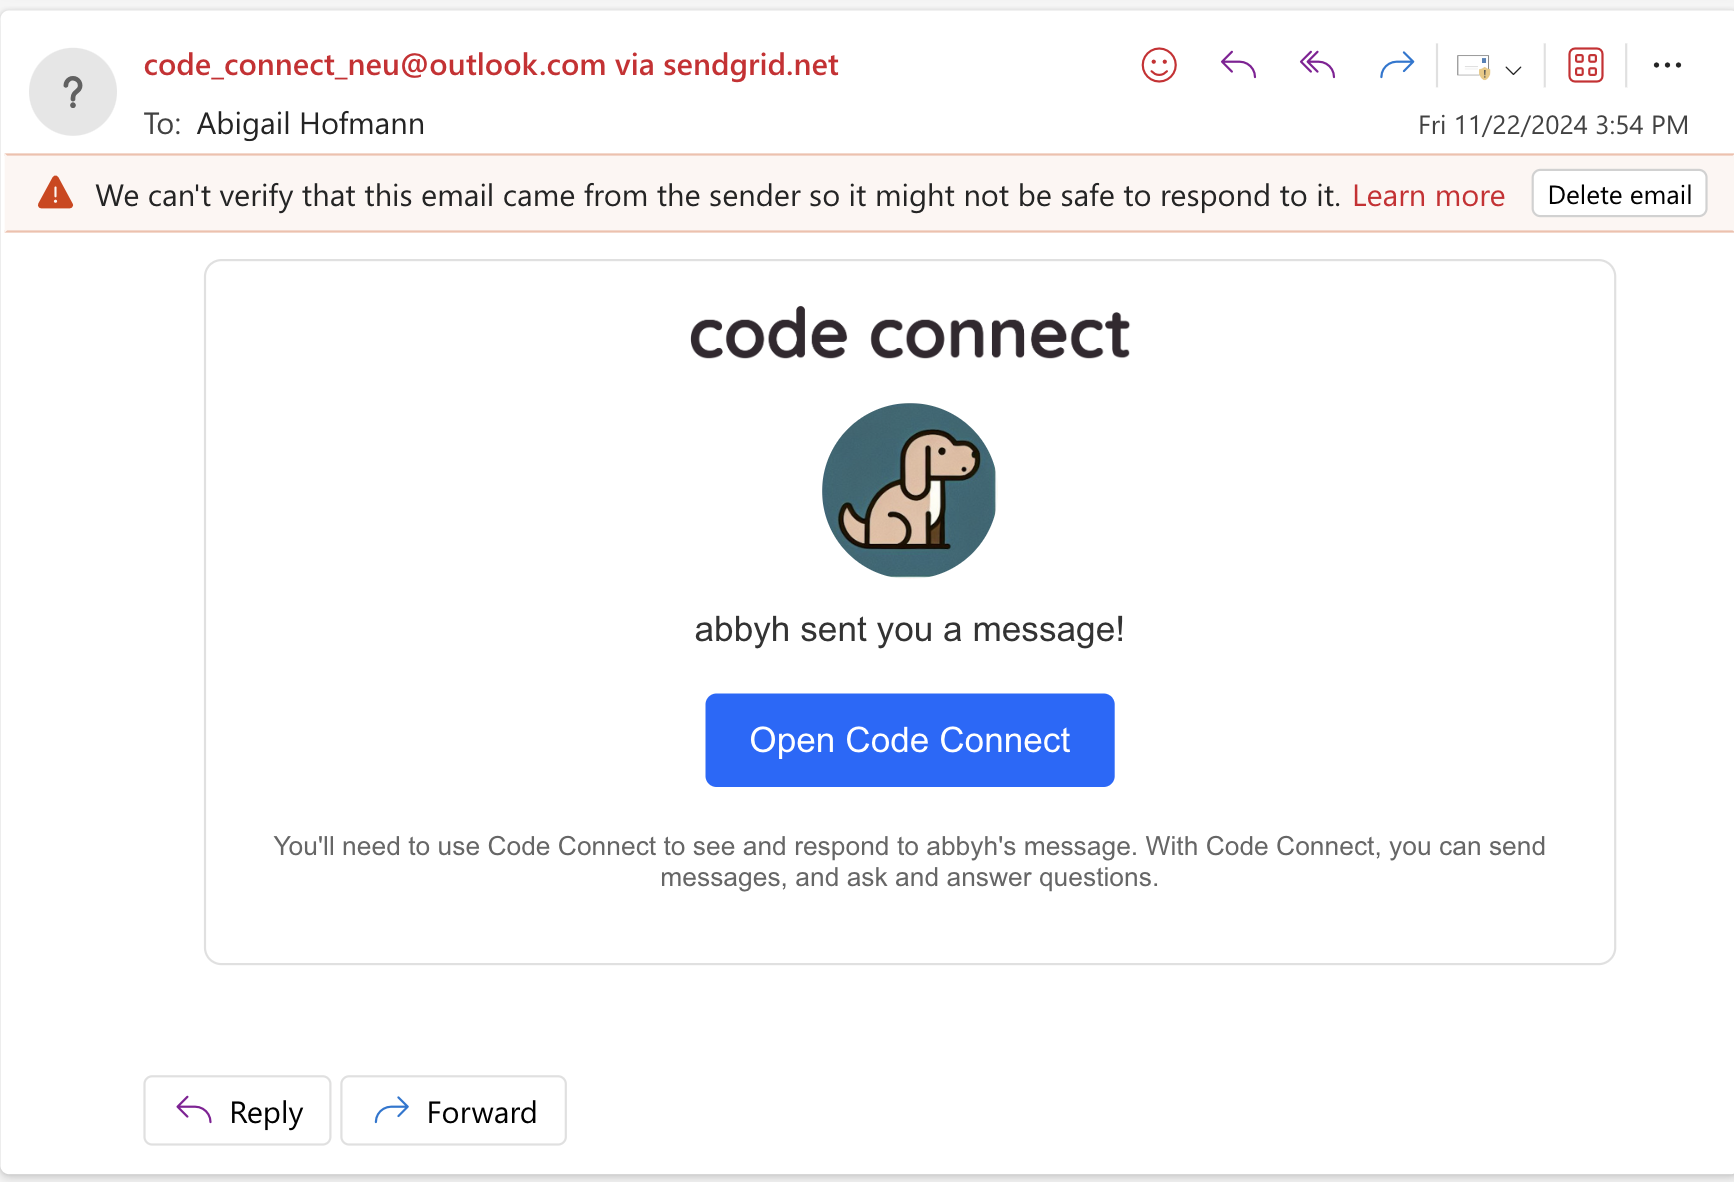 code_connect_neu@outlook.com via sendgrid.net
To: Abigail Hofmann
Fri 11/22/2024 3:54 PM
We can't verify that this email came from the sender so it might not be safe to respond to it. Learn more
Delete email
code connect
abbyh sent you a message!
Open Code Connect
You'll need to use Code Connect to see and respond to abbyh's message. With Code Connect, you can send
messages, and ask and answer questions.
Reply
Forward